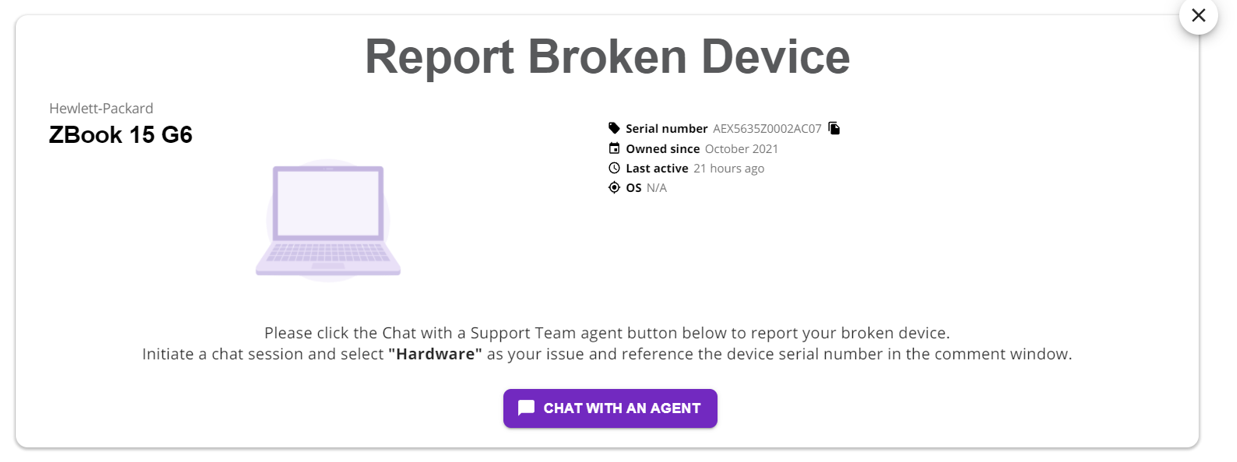 Report Broken Device
Hewlett-Packard
ZBook 15 G6
Serial number AEX5635Z0002AC07
Owned since October 2021
Last active 21 hours ago
OS N/A
Please click the Chat with a Support Team agent button below to report your broken device.
Initiate a chat session and select "Hardware" as your issue and reference the device serial number in the comment window.
CHAT WITH AN AGENT